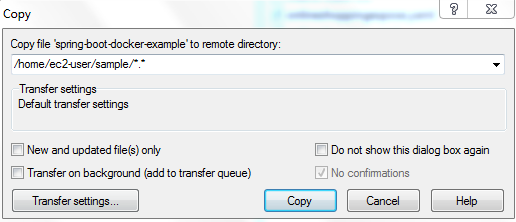 Copy
?
Copy file 'spring-boot-docker-example' to remote directory:
/home/ec2-user/sample/*.*
Transfer settings
Default transfer settings
New and updated file(s) only
Do not show this dialog box again
Transfer on background (add to transfer queue)
No confirmations
Transfer settings...
Copy
Cancel
Help